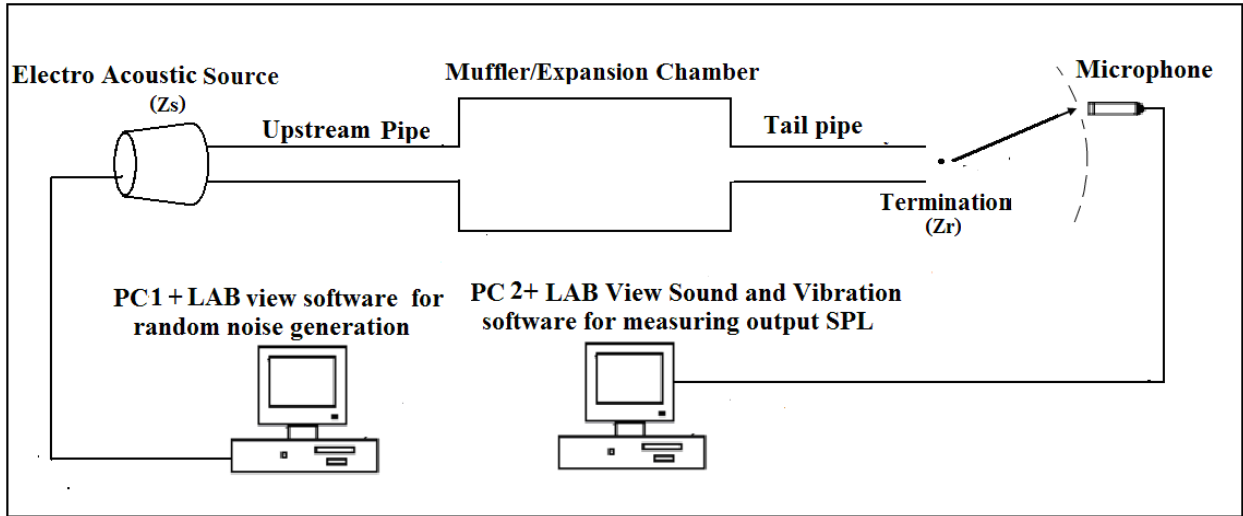 Electro Acoustic Source
(Zs)
Upstream Pipe
Muffler/Expansion Chamber
Tail pipe
Microphone
Termination
(Zr)
PC1 + LAB view software for
random noise generation
PC 2+ LAB View Sound and Vibration
software for measuring output SPL